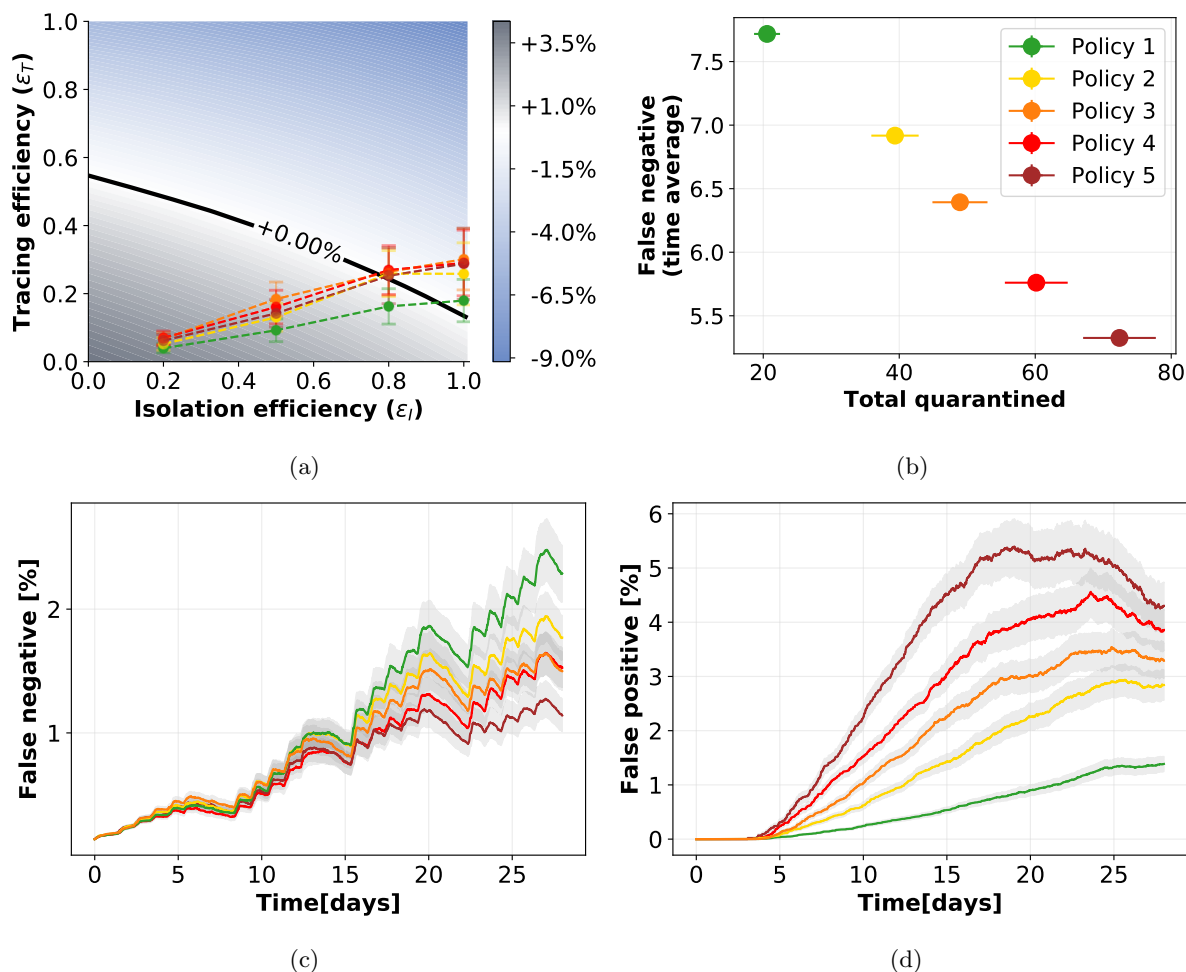 1.0
0.8
0.6
0.4
0.2
0.0
Tracing efficiency (ε_T)
0.0 0.2 0.4 0.6 0.8 1.0
Isolation efficiency (ε_I)
+0.00%
+3.5%
+1.0%
-1.5%
-4.0%
-6.5%
-9.0%
(a)
7.5
7.0
6.5
6.0
5.5
False negative
(time average)
20 40 60 80
Total quarantined
Policy 1
Policy 2
Policy 3
Policy 4
Policy 5
(b)
2
1
False negative [%]
0 5 10 15 20 25
Time[days]
(c)
6
5
4
3
2
1
0
False positive [%]
0 5 10 15 20 25
Time[days]
(d)